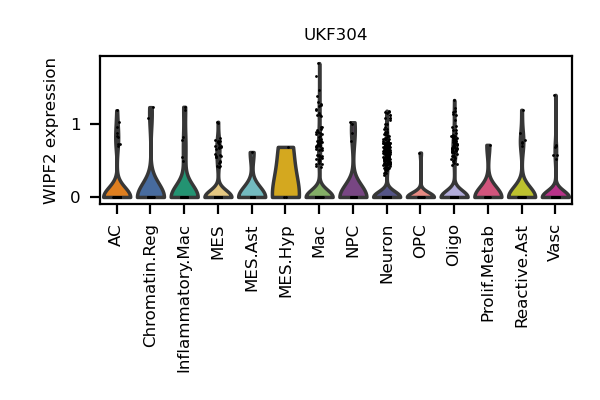 UKF304
WIPF2 expression
1
0
AC
Chromatin.Reg
Inflammatory.Mac
MES
MES.Ast
MES.Hyp
Mac
NPC
Neuron
OPC
Oligo
Prolif.Metab
Reactive.Ast
Vasc